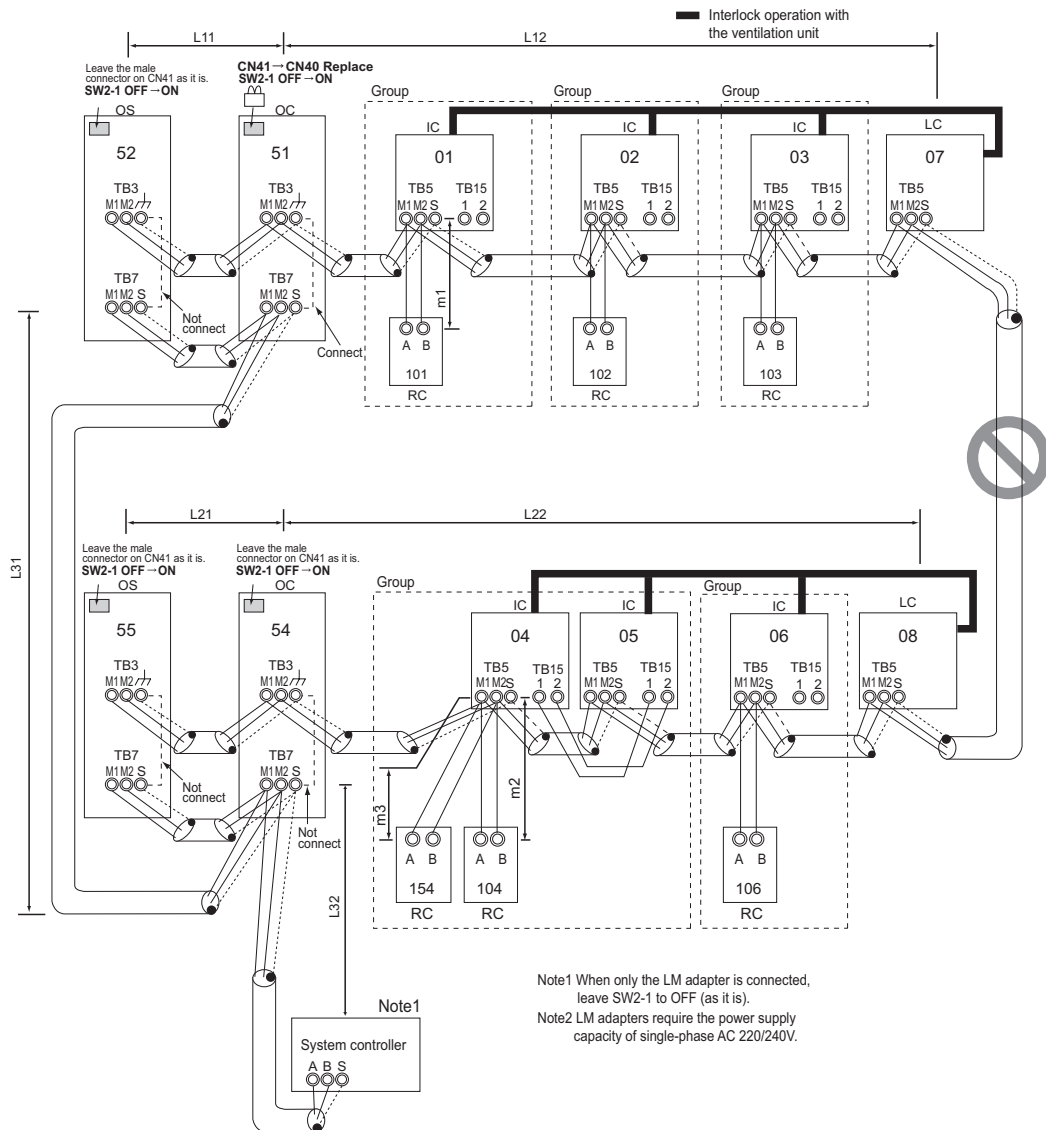 Interlock operation with
the ventilation unit
L11
L12
Leave the male
connector on CN41 as it is.
SW2-1 OFF→ON
CN41→CN40 Replace
SW2-1 OFF→ON
OS
OC
Group
Group
Group
IC
IC
IC
LC
52
51
01
02
03
07
TB3
TB3
TB5 TB15
TB5 TB15
TB5 TB15
TB5
M1 M2
M1 M2
M1 M2 S 1 2
M1 M2 S 1 2
M1 M2 S 1 2
M1 M2 S
TB7
TB7
M1 M2 S
M1 M2 S
Not
connect
Connect
m1
A B
101
RC
A B
102
RC
A B
103
RC
L31
L21
L22
Leave the male
connector on CN41 as it is.
SW2-1 OFF→ON
Leave the male
connector on CN41 as it is.
SW2-1 OFF→ON
OS
OC
Group
Group
IC
IC
IC
LC
55
54
04
05
06
08
TB3
TB3
TB5 TB15
TB5 TB15
TB5 TB15
TB5
M1 M2
M1 M2
M1 M2 S 1 2
M1 M2 S 1 2
M1 M2 S 1 2
M1 M2 S
TB7
TB7
M1 M2 S
M1 M2 S
Not
connect
Not
connect
m3
m2
A B
154
RC
A B
104
RC
A B
106
RC
L32
Note1
System controller
A B S
Note1 When only the LM adapter is connected,
leave SW2-1 to OFF (as it is).
Note2 LM adapters require the power supply
capacity of single-phase AC 220/240V.